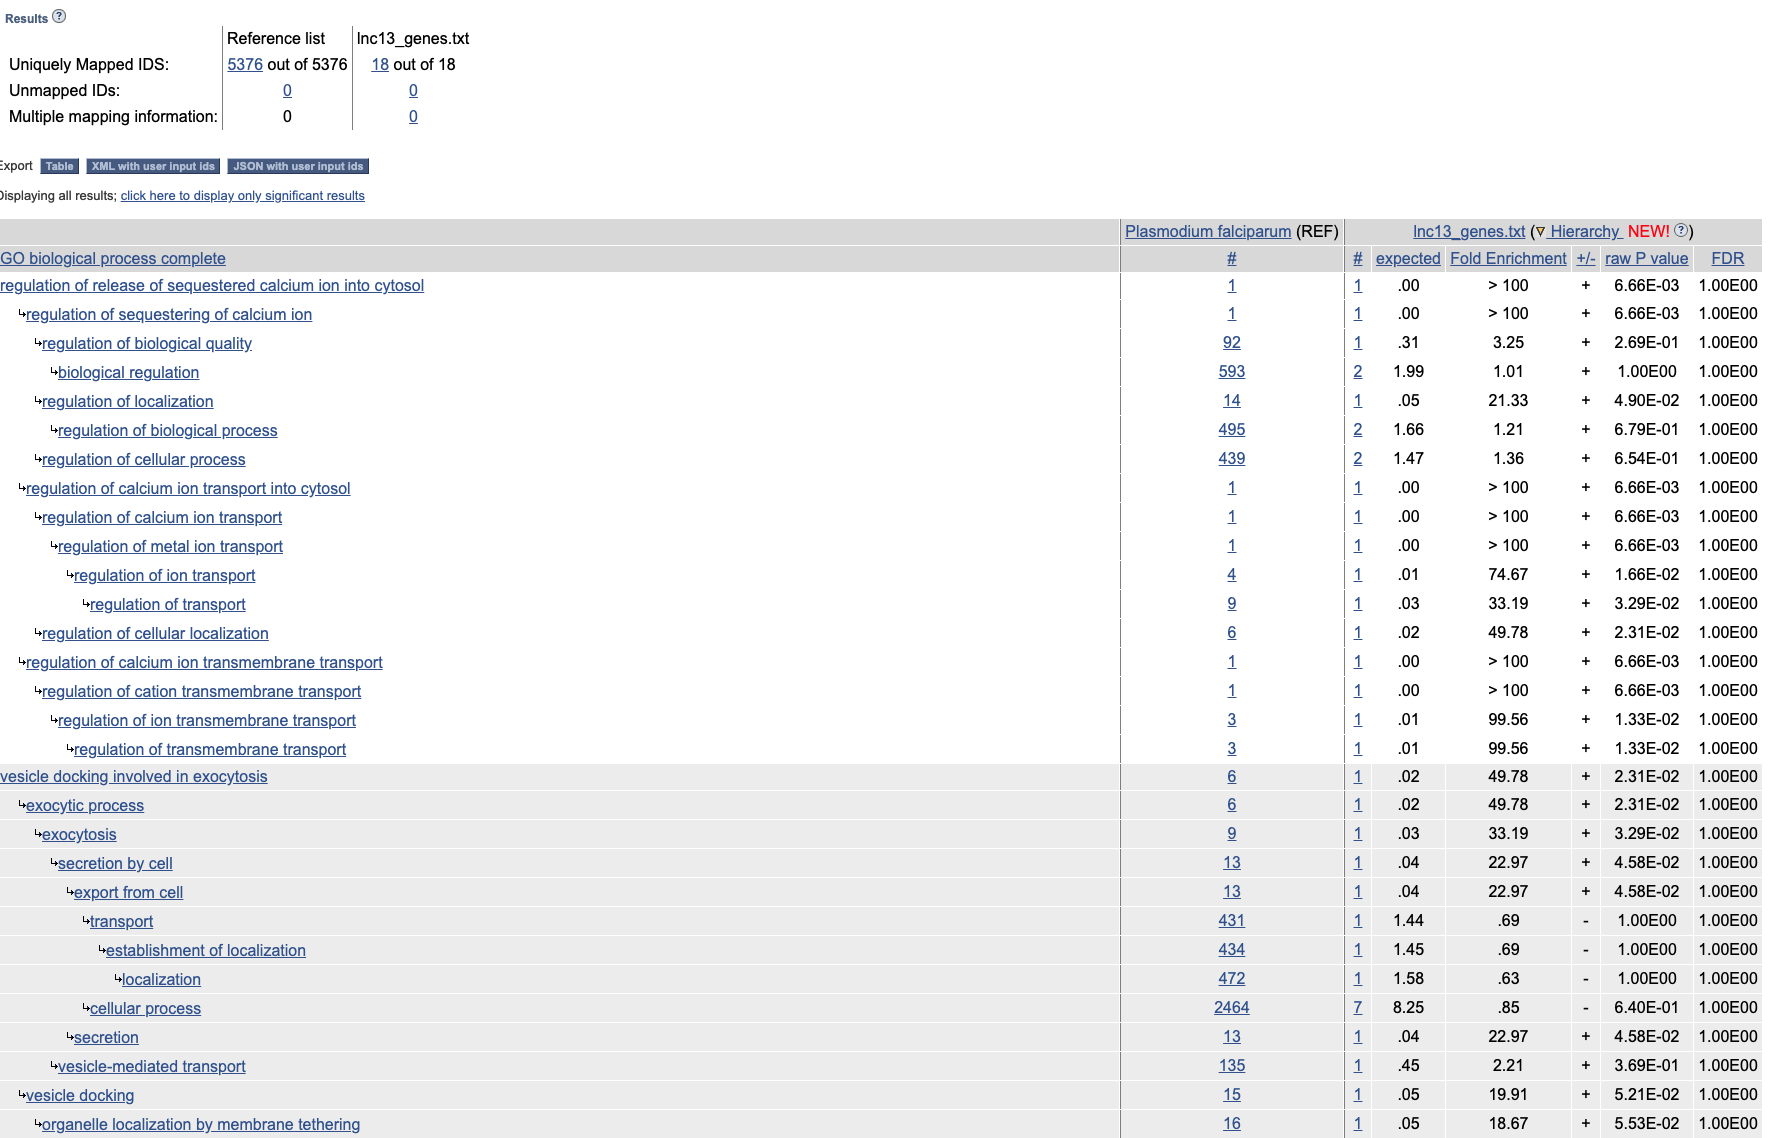 Results ?
Reference list lnc13_genes.txt
Uniquely Mapped IDS: 5376 out of 5376 18 out of 18
Unmapped IDs: 0 0
Multiple mapping information: 0 0
Export Table XML with user input ids JSON with user input ids
Displaying all results; click here to display only significant results
Plasmodium falciparum (REF) lnc13_genes.txt (▼ Hierarchy NEW! ?)
GO biological process complete # # expected Fold Enrichment +/- raw P value FDR
regulation of release of sequestered calcium ion into cytosol 1 1 .00 > 100 + 6.66E-03 1.00E00
↳regulation of sequestering of calcium ion 1 1 .00 > 100 + 6.66E-03 1.00E00
↳regulation of biological quality 92 1 .31 3.25 + 2.69E-01 1.00E00
↳biological regulation 593 2 1.99 1.01 + 1.00E00 1.00E00
↳regulation of localization 14 1 .05 21.33 + 4.90E-02 1.00E00
↳regulation of biological process 495 2 1.66 1.21 + 6.79E-01 1.00E00
↳regulation of cellular process 439 2 1.47 1.36 + 6.54E-01 1.00E00
↳regulation of calcium ion transport into cytosol 1 1 .00 > 100 + 6.66E-03 1.00E00
↳regulation of calcium ion transport 1 1 .00 > 100 + 6.66E-03 1.00E00
↳regulation of metal ion transport 1 1 .00 > 100 + 6.66E-03 1.00E00
↳regulation of ion transport 4 1 .01 74.67 + 1.66E-02 1.00E00
↳regulation of transport 9 1 .03 33.19 + 3.29E-02 1.00E00
↳regulation of cellular localization 6 1 .02 49.78 + 2.31E-02 1.00E00
↳regulation of calcium ion transmembrane transport 1 1 .00 > 100 + 6.66E-03 1.00E00
↳regulation of cation transmembrane transport 1 1 .00 > 100 + 6.66E-03 1.00E00
↳regulation of ion transmembrane transport 3 1 .01 99.56 + 1.33E-02 1.00E00
↳regulation of transmembrane transport 3 1 .01 99.56 + 1.33E-02 1.00E00
vesicle docking involved in exocytosis 6 1 .02 49.78 + 2.31E-02 1.00E00
↳exocytic process 6 1 .02 49.78 + 2.31E-02 1.00E00
↳exocytosis 9 1 .03 33.19 + 3.29E-02 1.00E00
↳secretion by cell 13 1 .04 22.97 + 4.58E-02 1.00E00
↳export from cell 13 1 .04 22.97 + 4.58E-02 1.00E00
↳transport 431 1 1.44 .69 - 1.00E00 1.00E00
↳establishment of localization 434 1 1.45 .69 - 1.00E00 1.00E00
↳localization 472 1 1.58 .63 - 1.00E00 1.00E00
↳cellular process 2464 7 8.25 .85 - 6.40E-01 1.00E00
↳secretion 13 1 .04 22.97 + 4.58E-02 1.00E00
↳vesicle-mediated transport 135 1 .45 2.21 + 3.69E-01 1.00E00
↳vesicle docking 15 1 .05 19.91 + 5.21E-02 1.00E00
↳organelle localization by membrane tethering 16 1 .05 18.67 + 5.53E-02 1.00E00